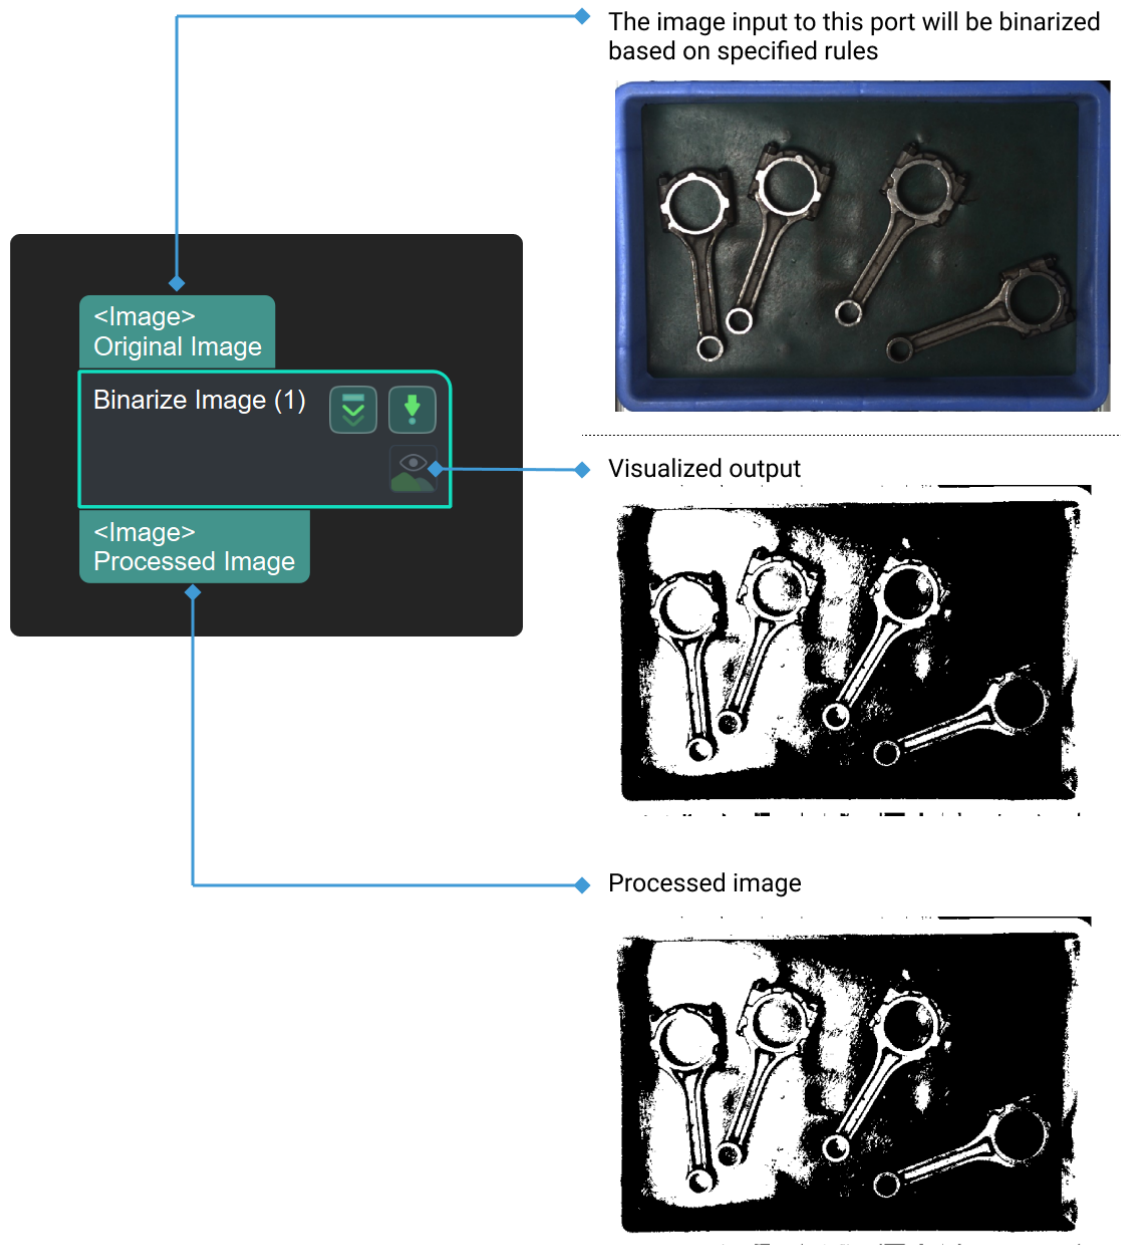 The image input to this port will be binarized
based on specified rules
<Image>
Original Image
Binarize Image (1)
Visualized output
<Image>
Processed Image
Processed image